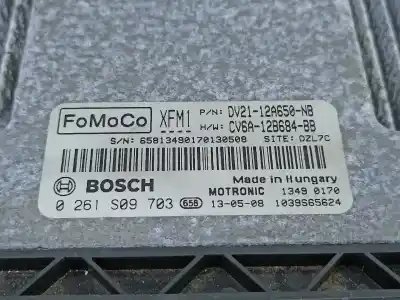 FoMoCo XFM1 P/N: DV21-12A650-NB
H/W: CV6A-12B684-BB
S/N: 65813490170130508 SITE: DZL7C
BOSCH Made in Hungary
MOTRONIC 1349 0170
0 261 S09 703 658 13-05-08 1039S65624